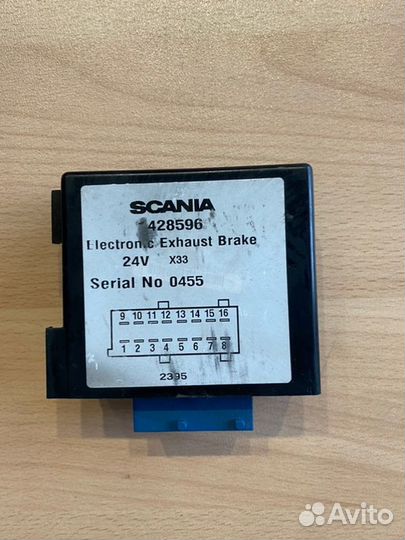 SCANIA
428596
Electronic Exhaust Brake
24V X33
Serial No 0455
9 10 11 12 13 14 15 16
1 2 3 4 5 6 7 8
2395
Avito